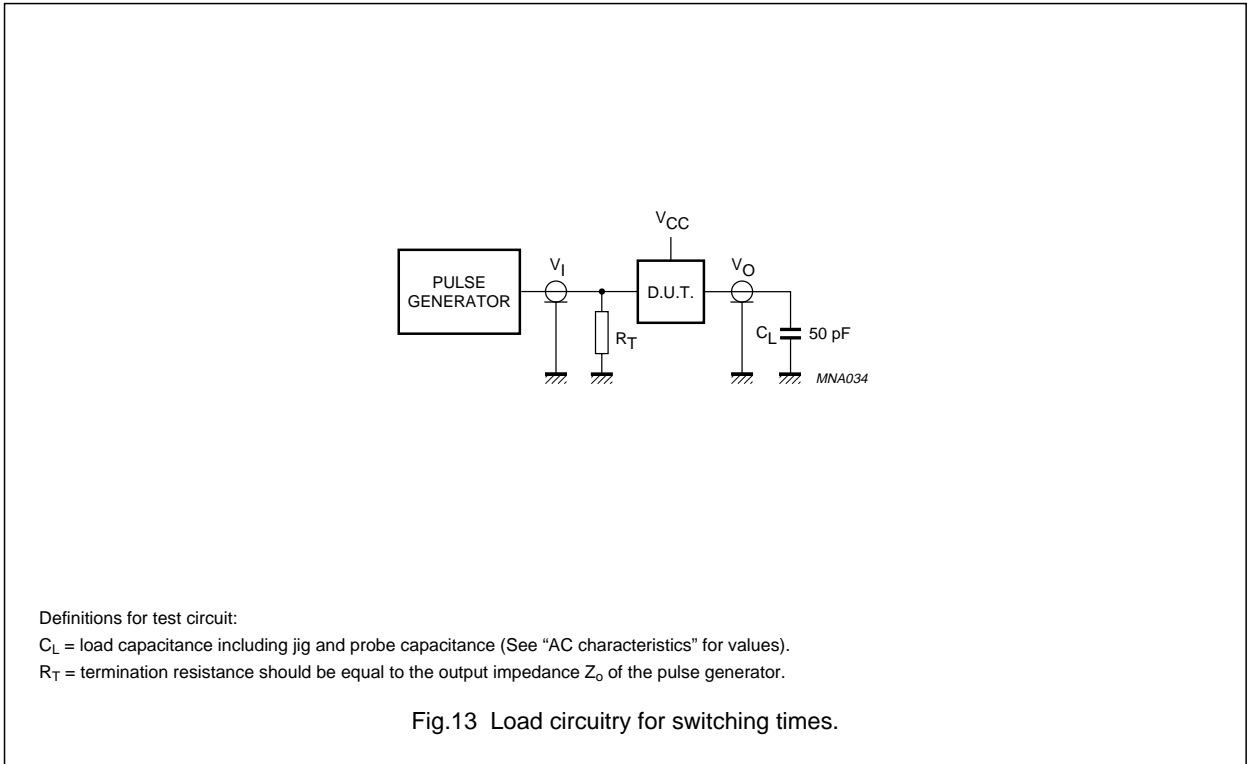 V_CC
PULSE
GENERATOR
V_I
D.U.T.
V_O
R_T
C_L 50 pF
MNA034
Definitions for test circuit:
C_L = load capacitance including jig and probe capacitance (See “AC characteristics” for values).
R_T = termination resistance should be equal to the output impedance Z_o of the pulse generator.
Fig.13 Load circuitry for switching times.